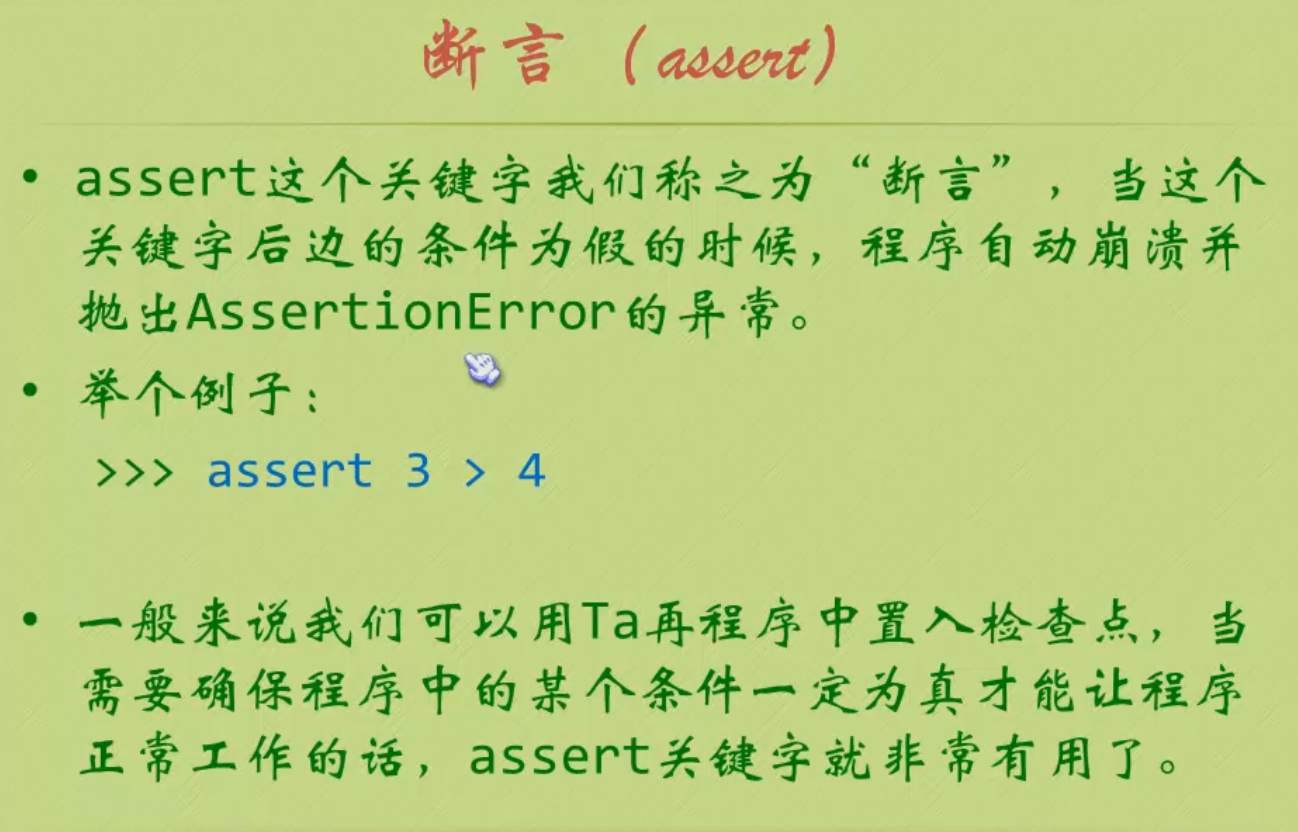 断言（assert）
• assert这个关键字我们称之为“断言”，当这个
关键字后边的条件为假的时候，程序自动崩溃并
抛出AssertionError的异常。
• 举个例子：
>>> assert 3 > 4
• 一般来说我们可以用Ta再程序中置入检查点，当
需要确保程序中的某个条件一定为真才能让程序
正常工作的话，assert关键字就非常有用了。